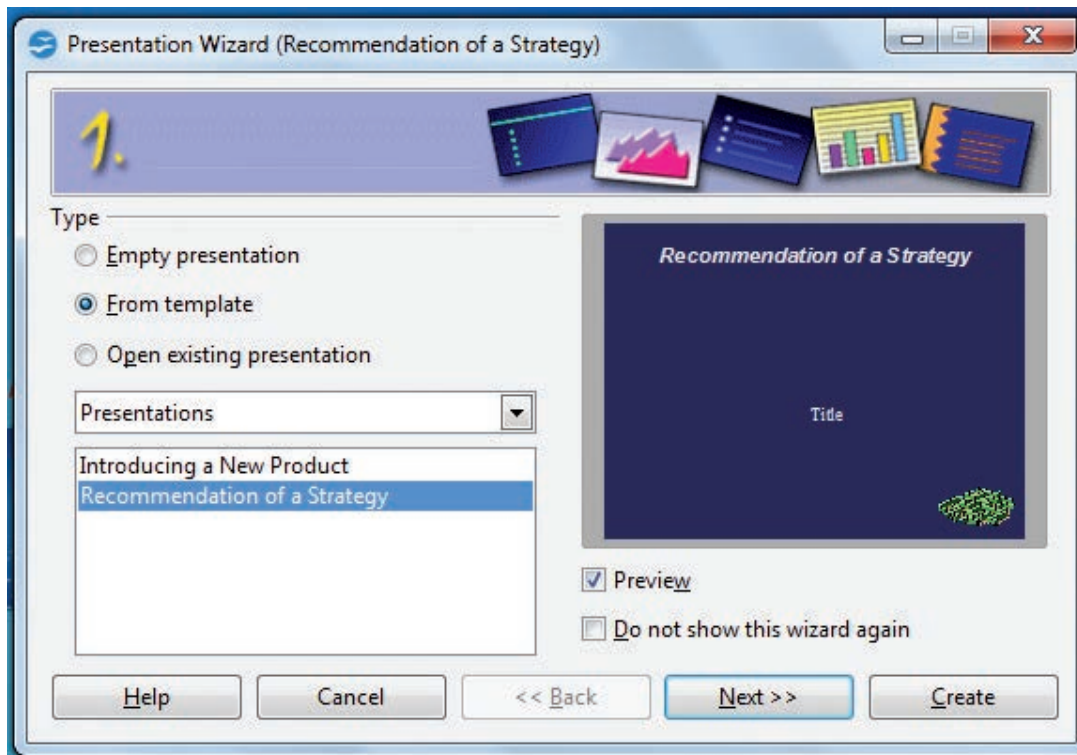 Presentation Wizard (Recommendation of a Strategy)
1.
Type
Empty presentation
From template
Open existing presentation
Presentations
Introducing a New Product
Recommendation of a Strategy
Recommendation of a Strategy
Title
Preview
Do not show this wizard again
Help
Cancel
<< Back
Next >>
Create